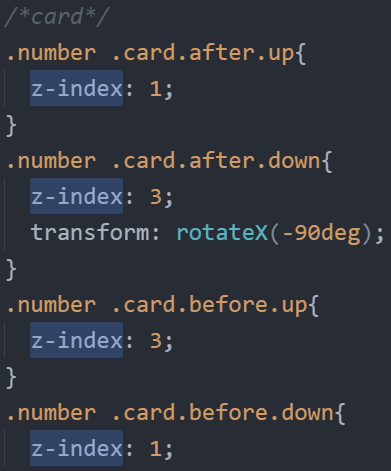 /*card*/
.number .card.after.up{
  z-index: 1;
}
.number .card.after.down{
  z-index: 3;
  transform: rotateX(-90deg);
}
.number .card.before.up{
  z-index: 3;
}
.number .card.before.down{
  z-index: 1;